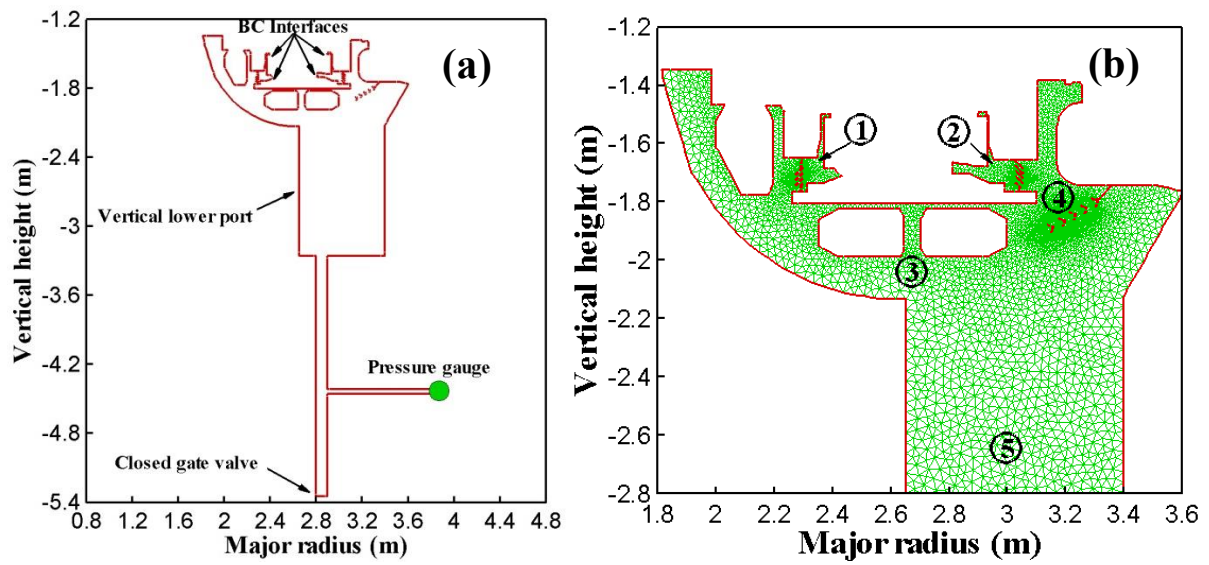 (a)
BC Interfaces
Vertical lower port
Pressure gauge
Closed gate valve
Vertical height (m)
-1.2
-1.8
-2.4
-3
-3.6
-4.2
-4.8
-5.4
0.8 1.2 1.6 2 2.4 2.8 3.2 3.6 4 4.4 4.8
Major radius (m)
(b)
1
2
3
4
5
Vertical height (m)
-1.2
-1.4
-1.6
-1.8
-2
-2.2
-2.4
-2.6
-2.8
1.8 2 2.2 2.4 2.6 2.8 3 3.2 3.4 3.6
Major radius (m)